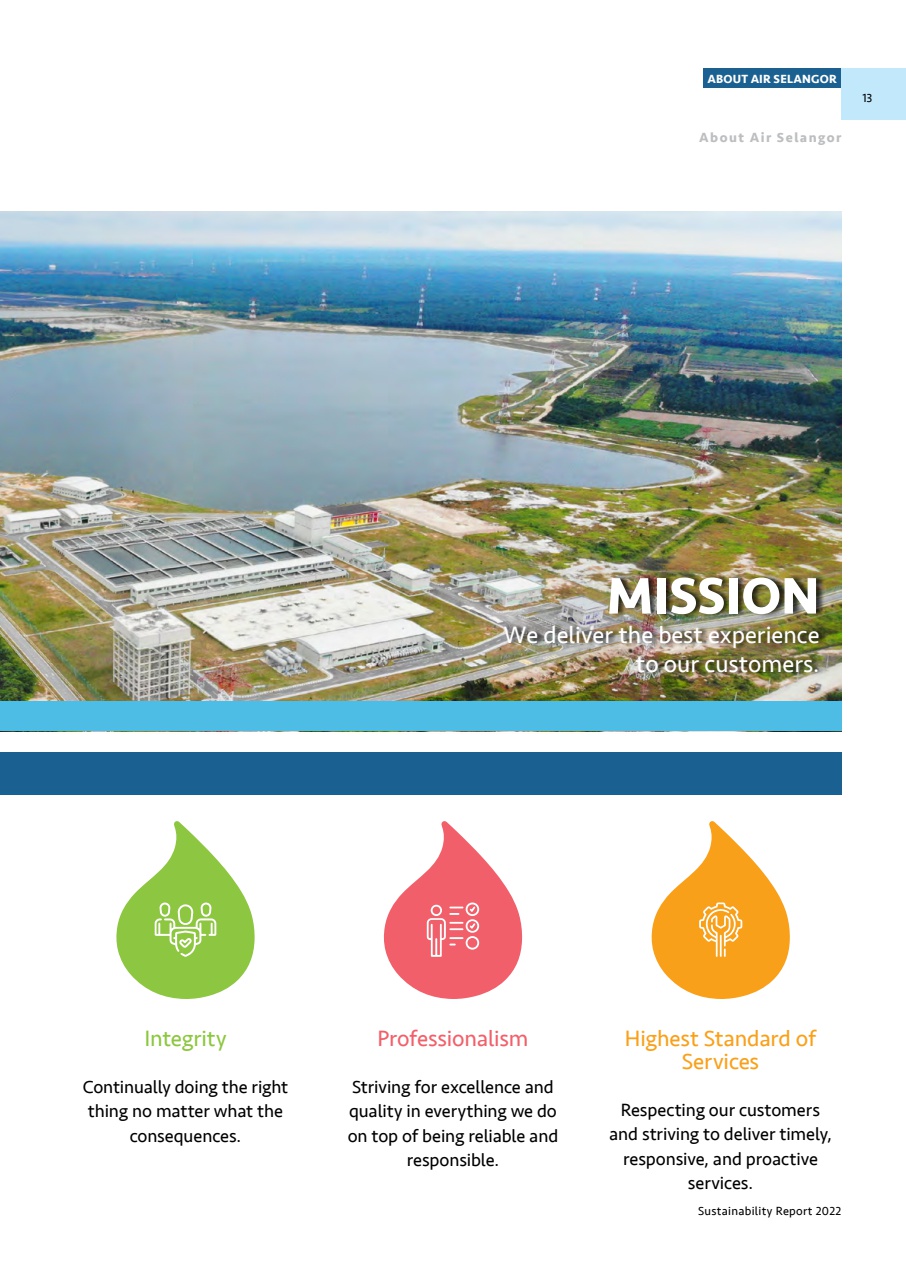 ABOUT AIR SELANGOR
13
About Air Selangor
MISSION
We deliver the best experience
to our customers.
Integrity
Continually doing the right
thing no matter what the
consequences.
Professionalism
Striving for excellence and
quality in everything we do
on top of being reliable and
responsible.
Highest Standard of
Services
Respecting our customers
and striving to deliver timely,
responsive, and proactive
services.
Sustainability Report 2022